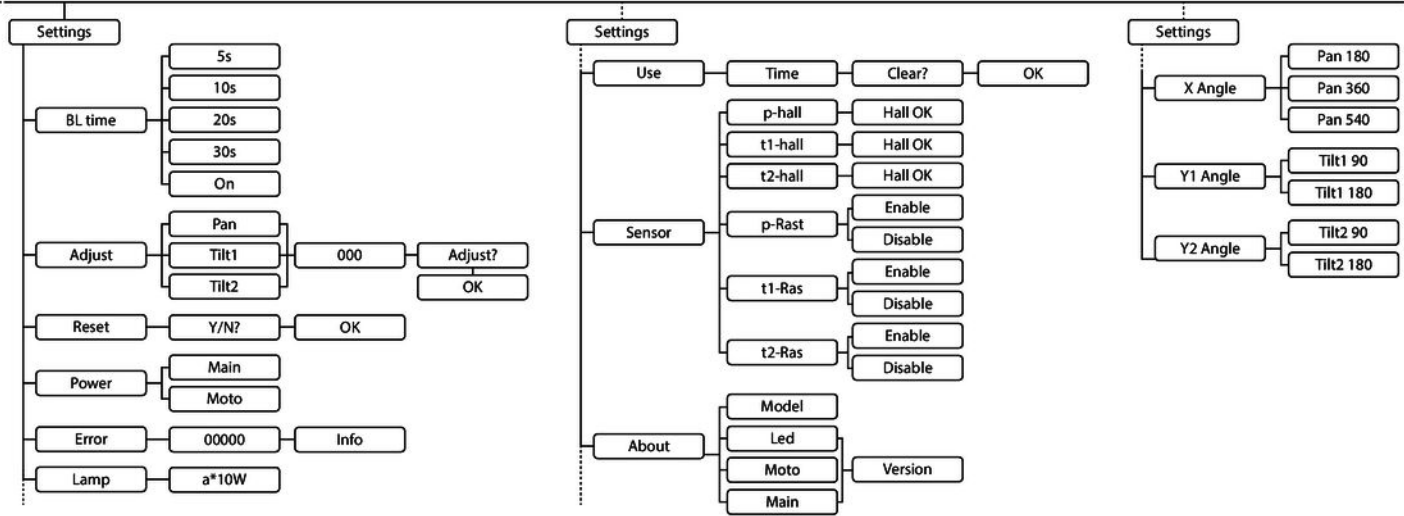 Settings
BL time
5s
10s
20s
30s
On
Adjust
Pan
Tilt1
Tilt2
000
Adjust?
OK
Reset
Y/N?
OK
Power
Main
Moto
Error
00000
Info
Lamp
a*10W
Settings
Use
Time
Clear?
OK
Sensor
p-hall
Hall OK
t1-hall
Hall OK
t2-hall
Hall OK
p-Rast
Enable
Disable
t1-Ras
Enable
Disable
t2-Ras
Enable
Disable
About
Model
Led
Moto
Main
Version
Settings
X Angle
Pan 180
Pan 360
Pan 540
Y1 Angle
Tilt1 90
Tilt1 180
Y2 Angle
Tilt2 90
Tilt2 180